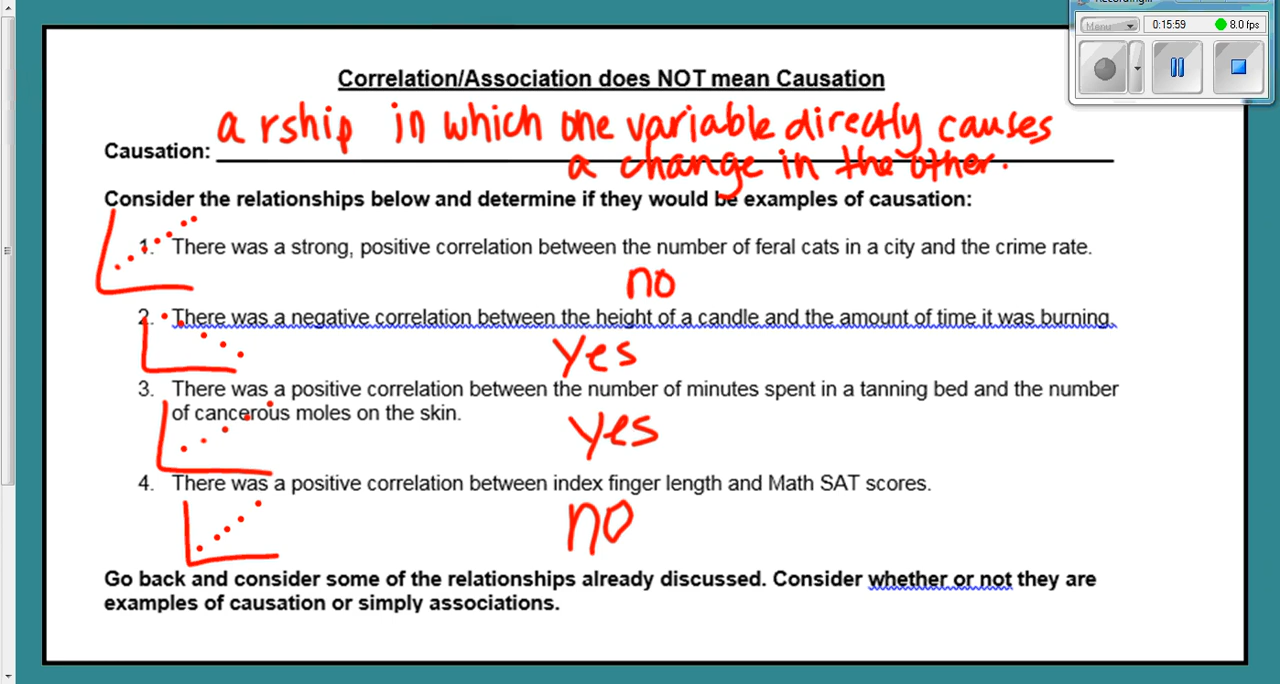 Menu
0:15:59
8.0 fps
Correlation/Association does NOT mean Causation
a rship in which one variable directly causes
Causation:
a change in the other.
Consider the relationships below and determine if they would be examples of causation:
1. There was a strong, positive correlation between the number of feral cats in a city and the crime rate.
no
2. There was a negative correlation between the height of a candle and the amount of time it was burning.
yes
3. There was a positive correlation between the number of minutes spent in a tanning bed and the number
of cancerous moles on the skin.
yes
4. There was a positive correlation between index finger length and Math SAT scores.
no
Go back and consider some of the relationships already discussed. Consider whether or not they are
examples of causation or simply associations.